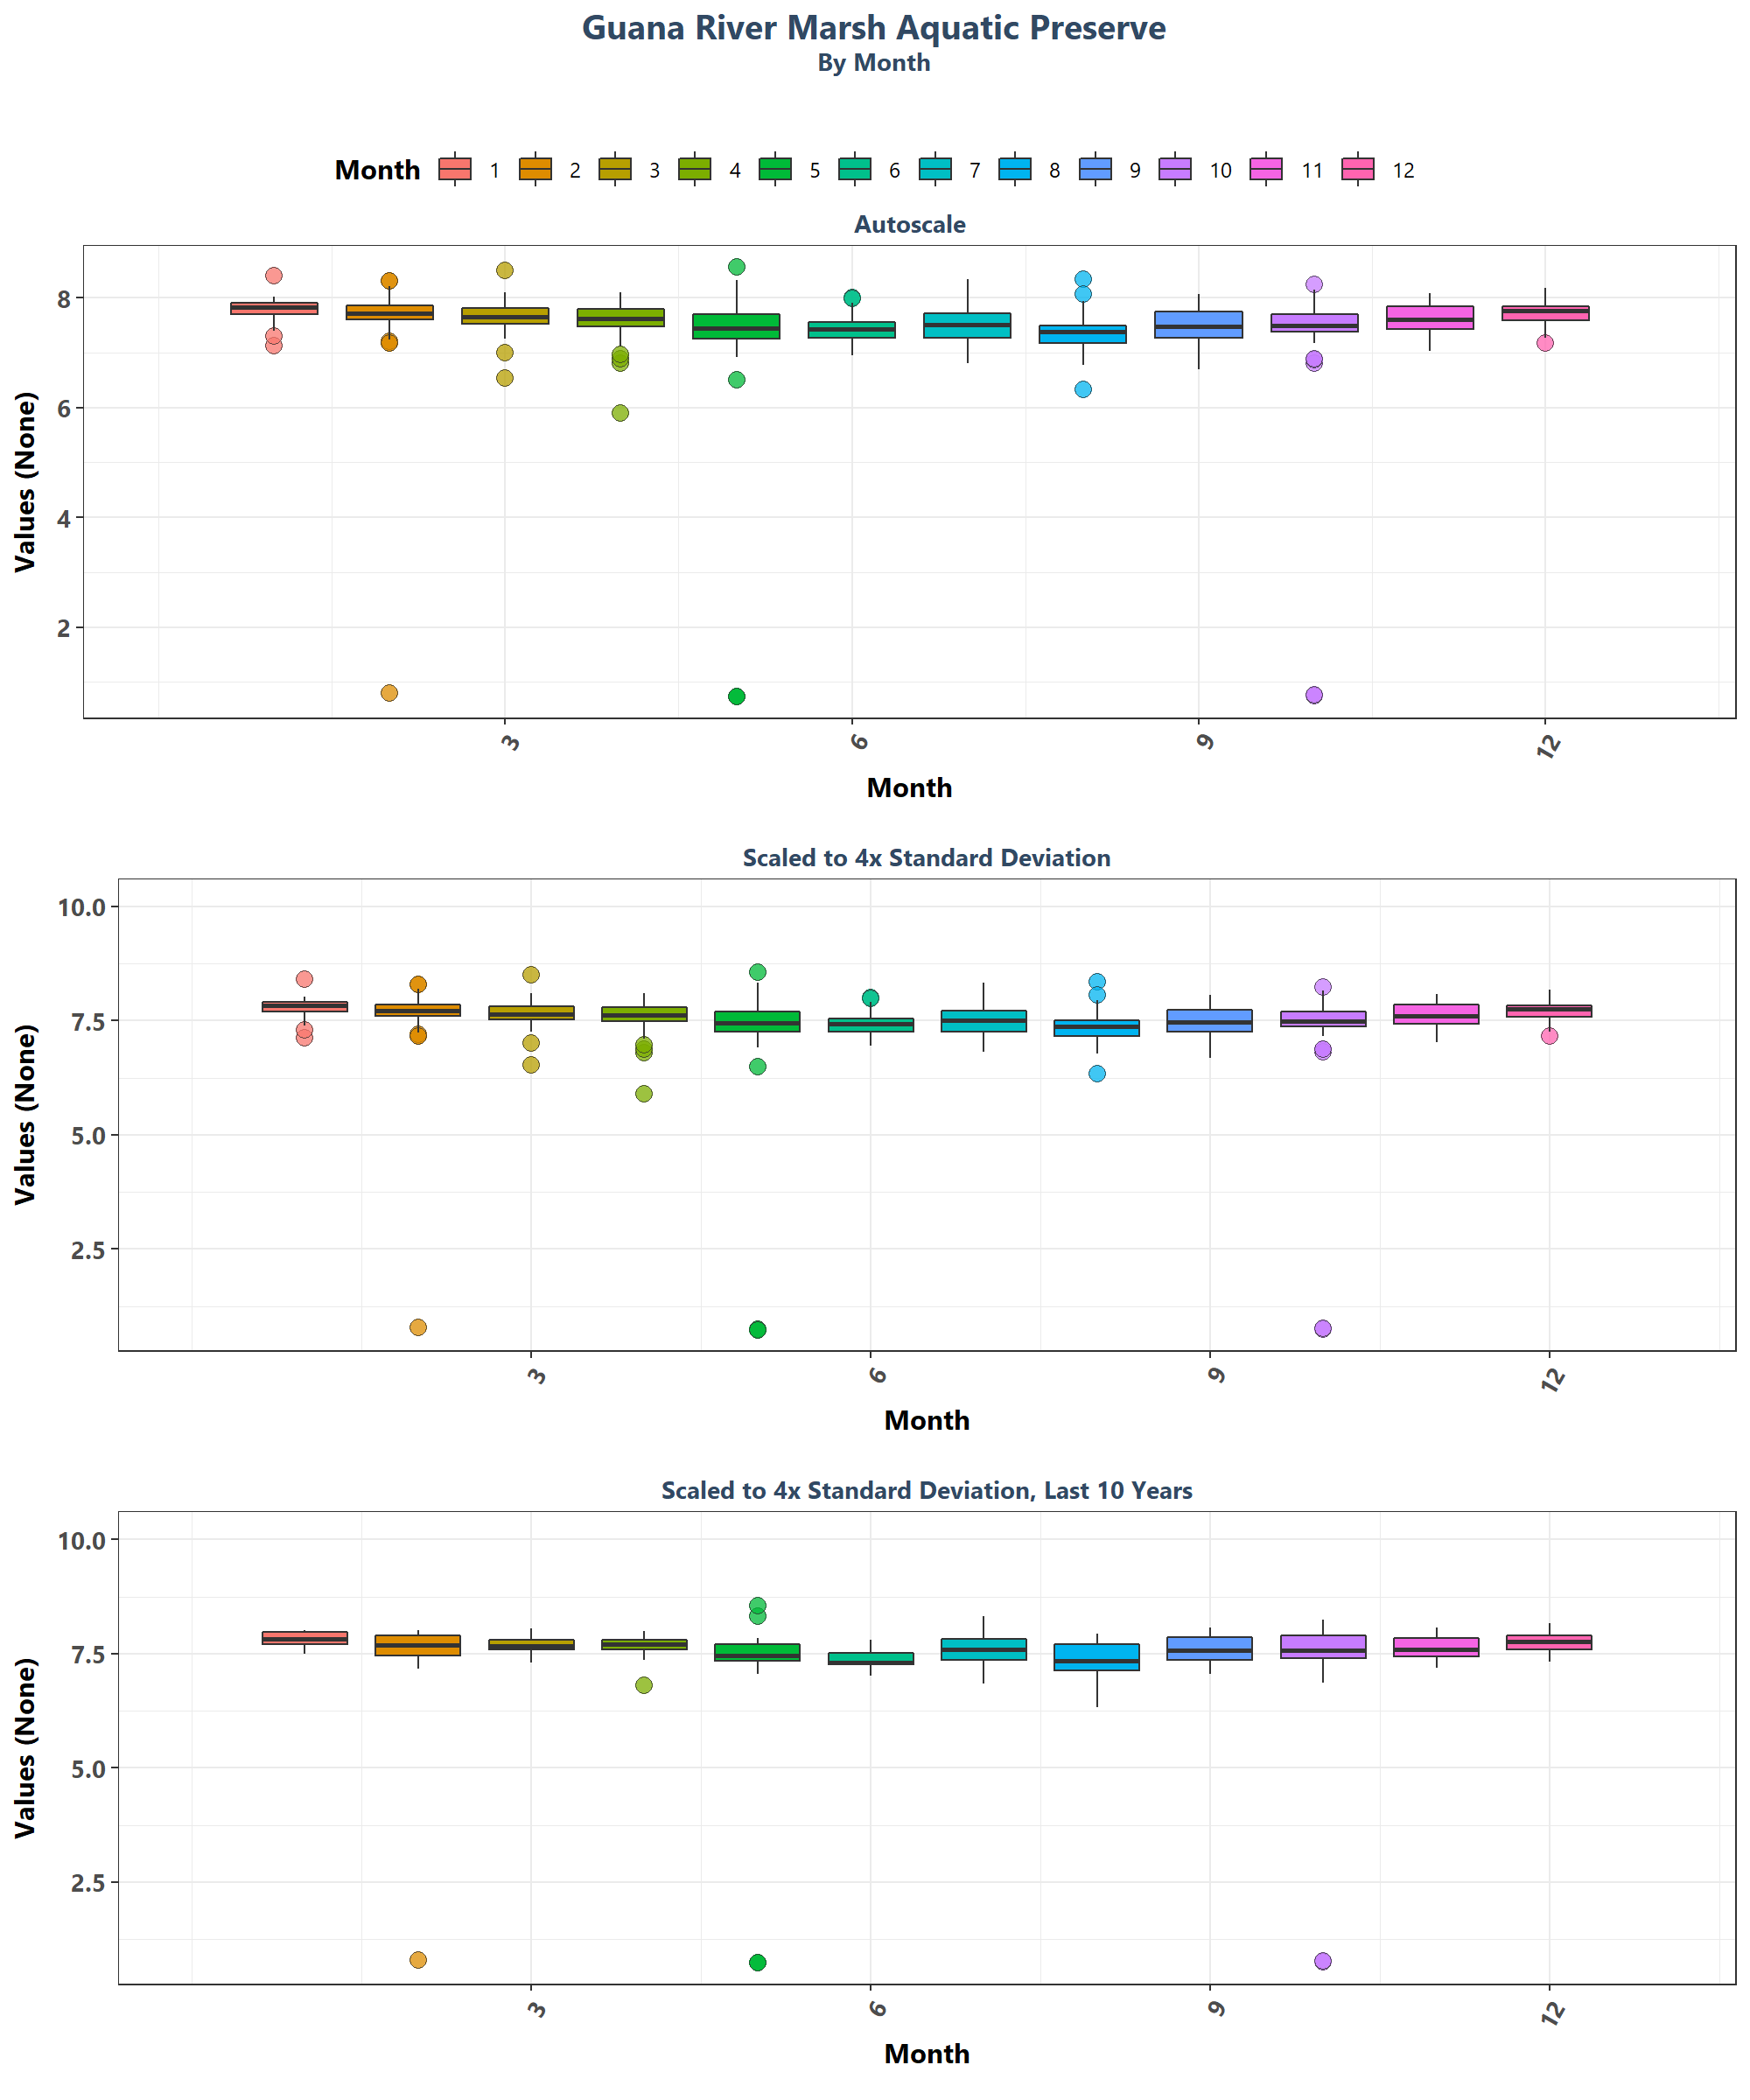 Guana River Marsh Aquatic Preserve
By Month
Month 1 2 3 4 5 6 7 8 9 10 11 12
Autoscale
Values (None)
8
6
4
2
3 6 9 12
Month
Scaled to 4x Standard Deviation
Values (None)
10.0
7.5
5.0
2.5
3 6 9 12
Month
Scaled to 4x Standard Deviation, Last 10 Years
Values (None)
10.0
7.5
5.0
2.5
3 6 9 12
Month